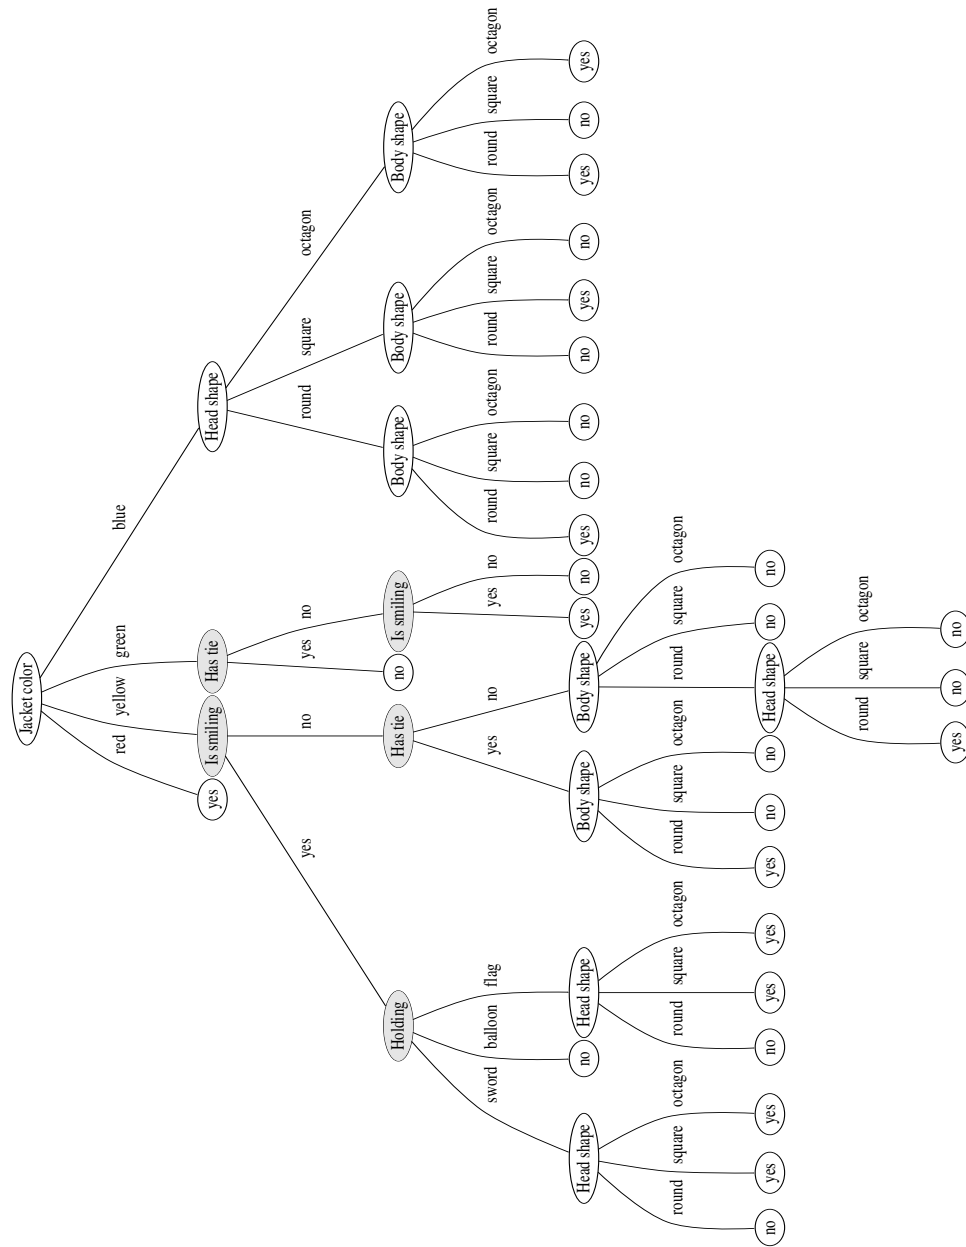 Jacket color
red
yellow
green
blue
yes
Is smiling
Has tie
Head shape
yes
no
yes
no
round
square
octagon
Holding
Has tie
no
Is smiling
Body shape
Body shape
Body shape
sword
balloon
flag
yes
no
yes
no
round
square
octagon
round
square
octagon
round
square
octagon
Head shape
no
Head shape
Body shape
Body shape
yes
no
yes
no
no
no
yes
no
yes
no
yes
round
square
octagon
round
square
octagon
round
square
octagon
round
square
octagon
no
yes
yes
no
yes
yes
yes
no
no
Head shape
no
no
round
square
octagon
yes
no
no